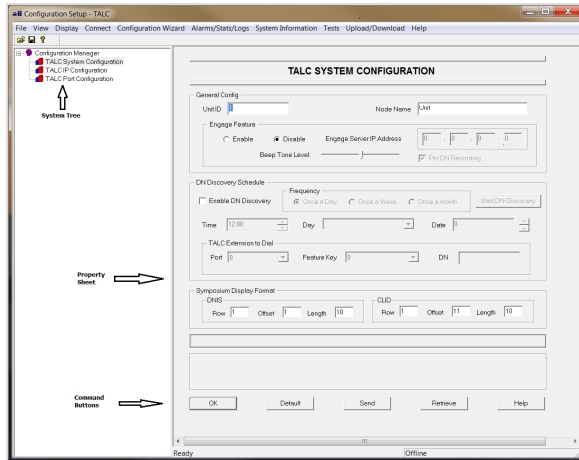 Configuration Setup - TALC
File View Display Connect Configuration Wizard Alarms/Stats/Logs System Information Tests Upload/Download Help
Configuration Manager
TALC System Configuration
TALC IP Configuration
TALC Port Configuration
System Tree
TALC SYSTEM CONFIGURATION
General Config
Unit ID Node Name Unit
Engage Feature
Enable Disable Engage Server IP Address 0 . 0 . 0 . 0
Beep Tone Level: Per DN Recording
DN Discovery Schedule
Enable DN Discovery Frequency Once a Day Once a Week Once a month Start DN-Discovery
Time 12:00 Day Date 0
TALC Extension to Dial
Port 0 Feature Key 0 DN
Property
Sheet
Symposium Display Format
DNIS CLID
Row 1 Offset 1 Length 10 Row 1 Offset 11 Length 10
Command
Buttons
OK Default Send Retrieve Help
Ready Offline